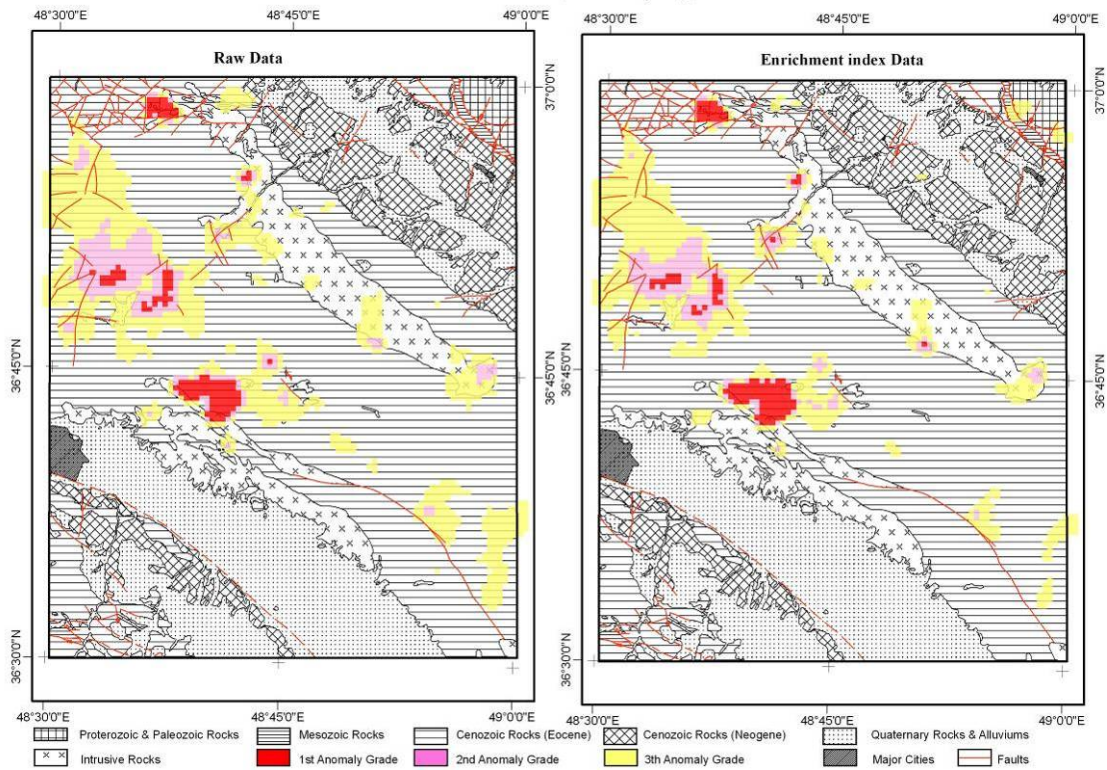 48°30'0"E 48°45'0"E 48°45'0"E 49°0'0"E
Raw Data Enrichment index Data
37°0'0"N 37°0'0"N
36°45'0"N 36°45'0"N 36°45'0"N 36°45'0"N
36°30'0"N 36°30'0"N
48°30'0"E 48°45'0"E 49°0'0"E 48°30'0"E 48°45'0"E 49°0'0"E
Proterozoic & Paleozoic Rocks Mesozoic Rocks Cenozoic Rocks (Eocene) Cenozoic Rocks (Neogene) Quaternary Rocks & Alluviums
Intrusive Rocks 1st Anomaly Grade 2nd Anomaly Grade 3th Anomaly Grade Major Cities Faults